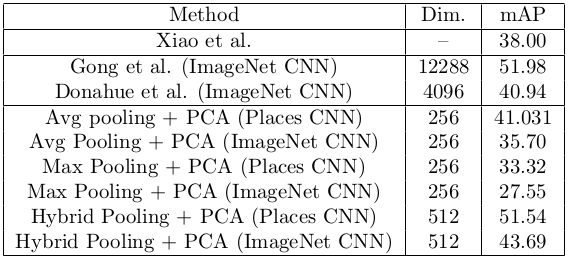 Method Dim. mAP
Xiao et al. – 38.00
Gong et al. (ImageNet CNN) 12288 51.98
Donahue et al. (ImageNet CNN) 4096 40.94
Avg pooling + PCA (Places CNN) 256 41.031
Avg Pooling + PCA (ImageNet CNN) 256 35.70
Max Pooling + PCA (Places CNN) 256 33.32
Max Pooling + PCA (ImageNet CNN) 256 27.55
Hybrid Pooling + PCA (Places CNN) 512 51.54
Hybrid Pooling + PCA (ImageNet CNN) 512 43.69